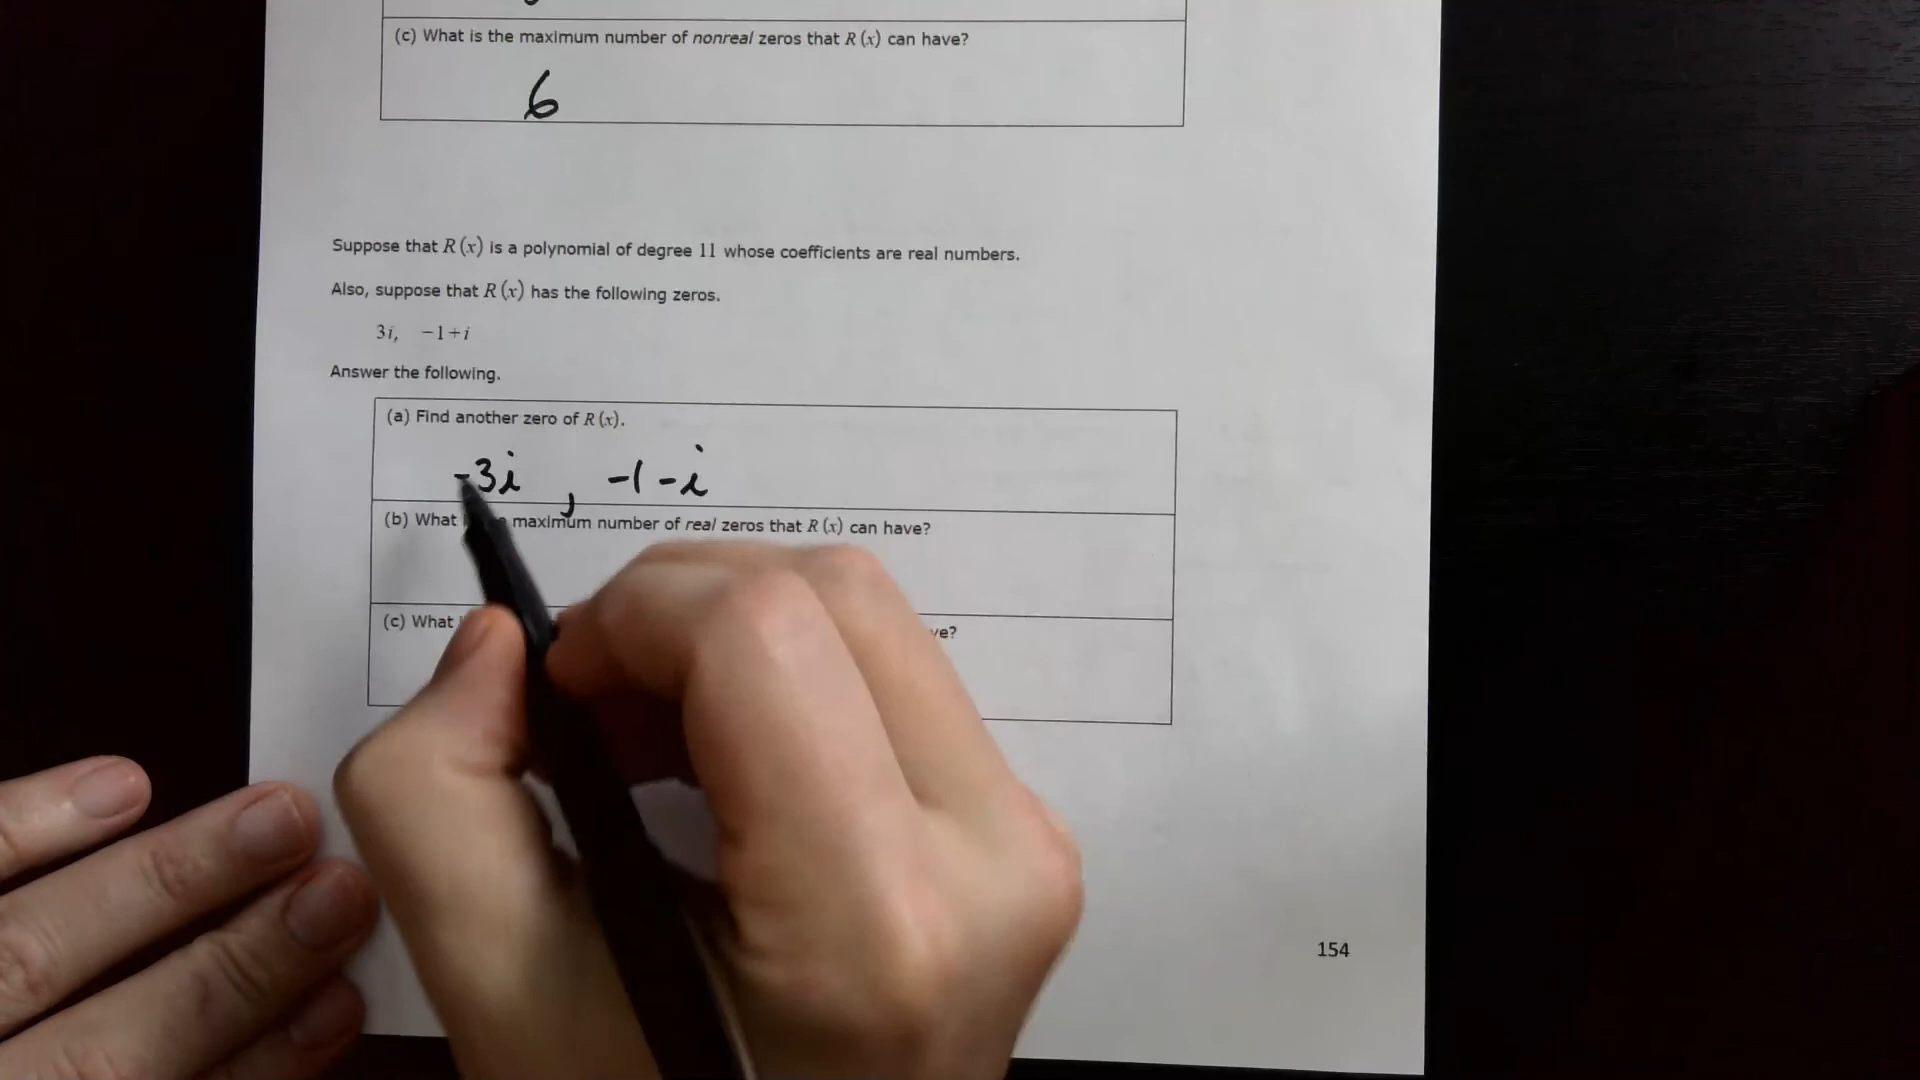 (c) What is the maximum number of nonreal zeros that R (x) can have?
6
Suppose that R (x) is a polynomial of degree 11 whose coefficients are real numbers.
Also, suppose that R (x) has the following zeros.
3i, −1+i
Answer the following.
(a) Find another zero of R (x).
-3i , -1-i
(b) What maximum number of real zeros that R (x) can have?
(c) What
154